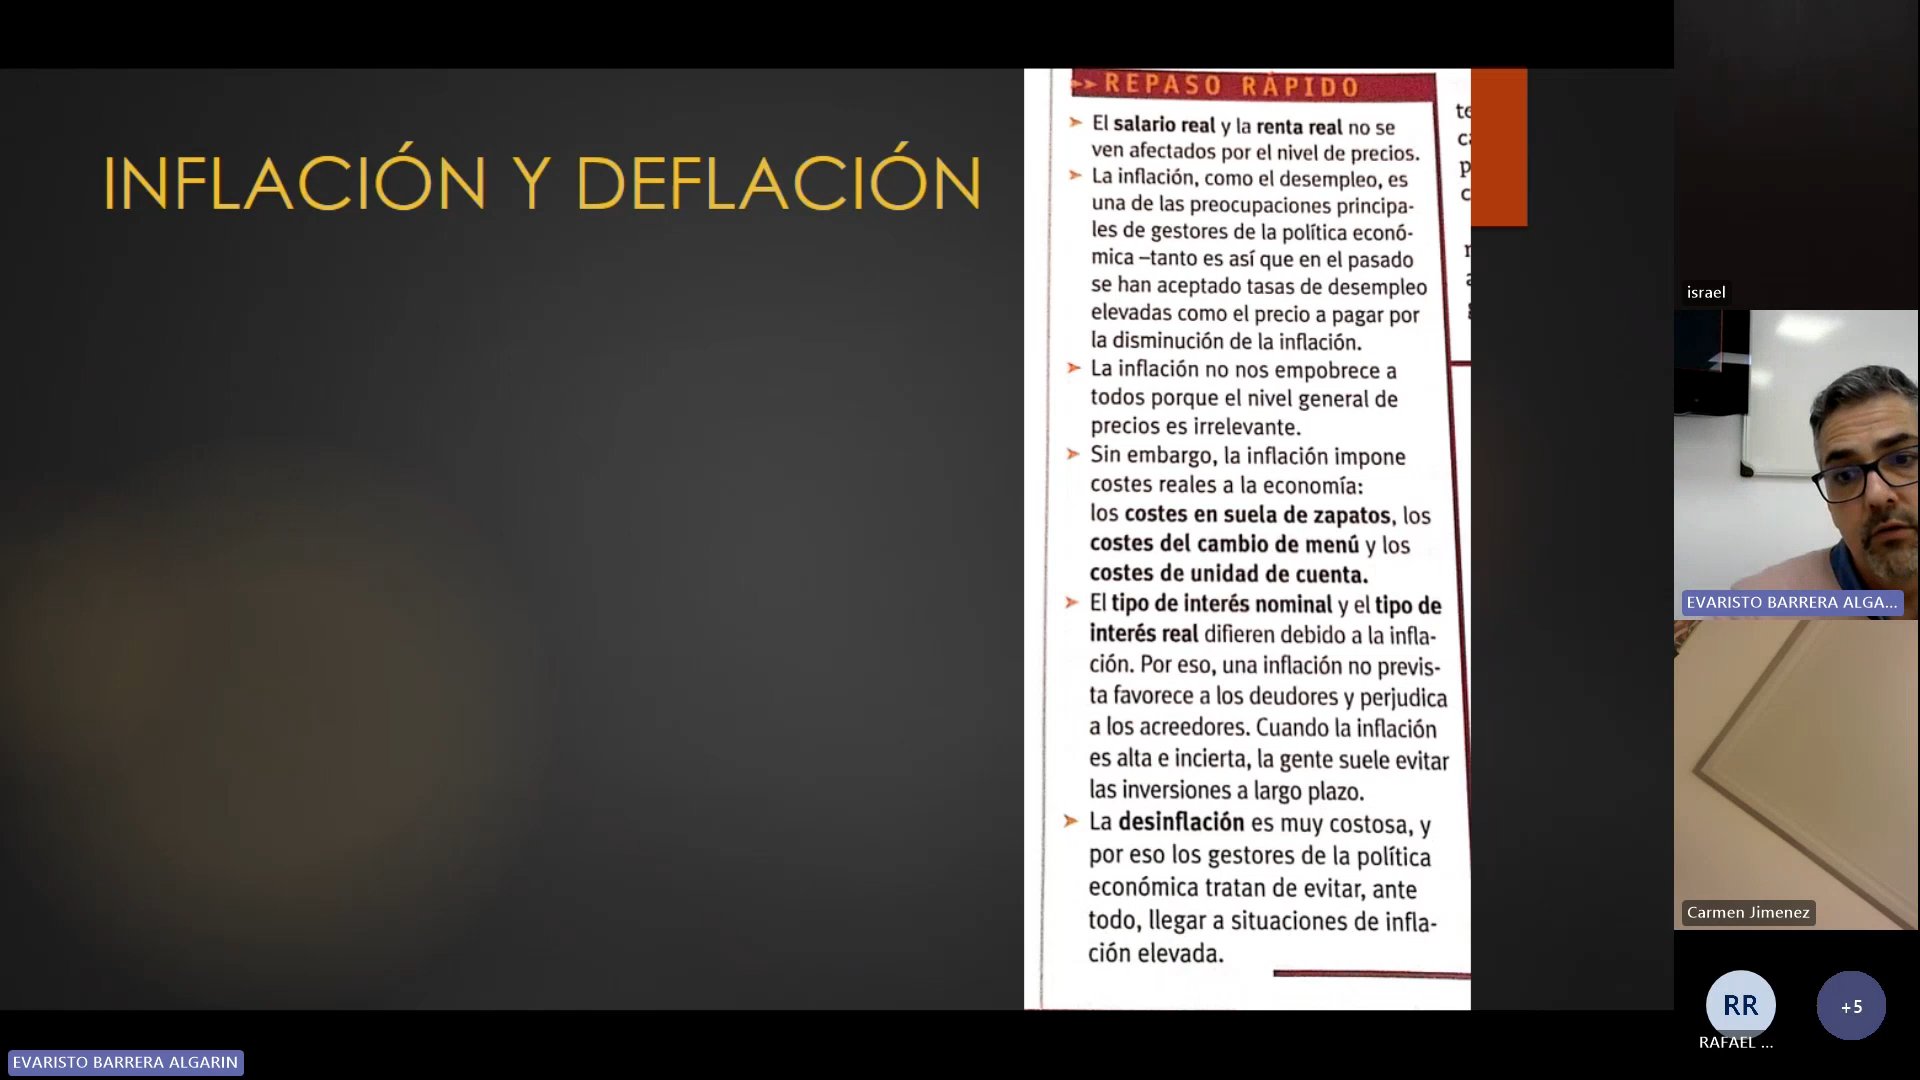 INFLACIÓN Y DEFLACIÓN
REPASO RÁPIDO
El salario real y la renta real no se
ven afectados por el nivel de precios.
La inflación, como el desempleo, es
una de las preocupaciones principa-
les de gestores de la política econó-
mica –tanto es así que en el pasado
se han aceptado tasas de desempleo
elevadas como el precio a pagar por
la disminución de la inflación.
La inflación no nos empobrece a
todos porque el nivel general de
precios es irrelevante.
Sin embargo, la inflación impone
costes reales a la economía:
los costes en suela de zapatos, los
costes del cambio de menú y los
costes de unidad de cuenta.
El tipo de interés nominal y el tipo de
interés real difieren debido a la infla-
ción. Por eso, una inflación no previs-
ta favorece a los deudores y perjudica
a los acreedores. Cuando la inflación
es alta e incierta, la gente suele evitar
las inversiones a largo plazo.
La desinflación es muy costosa, y
por eso los gestores de la política
económica tratan de evitar, ante
todo, llegar a situaciones de infla-
ción elevada.
israel
EVARISTO BARRERA ALGA...
Carmen Jimenez
RR
+5
RAFAEL ...
EVARISTO BARRERA ALGARIN